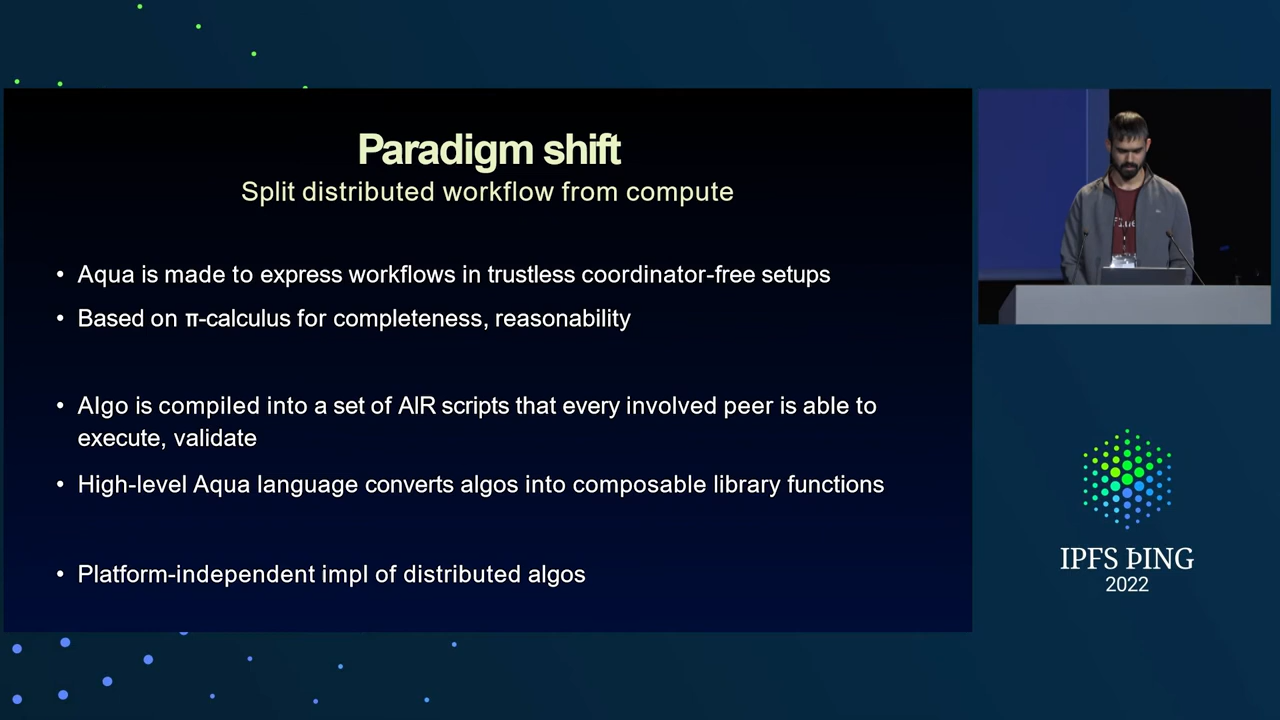 Paradigm shift
Split distributed workflow from compute
• Aqua is made to express workflows in trustless coordinator-free setups
• Based on π-calculus for completeness, reasonability
• Algo is compiled into a set of AIR scripts that every involved peer is able to
execute, validate
• High-level Aqua language converts algos into composable library functions
• Platform-independent impl of distributed algos
IPFS ÞING
2022